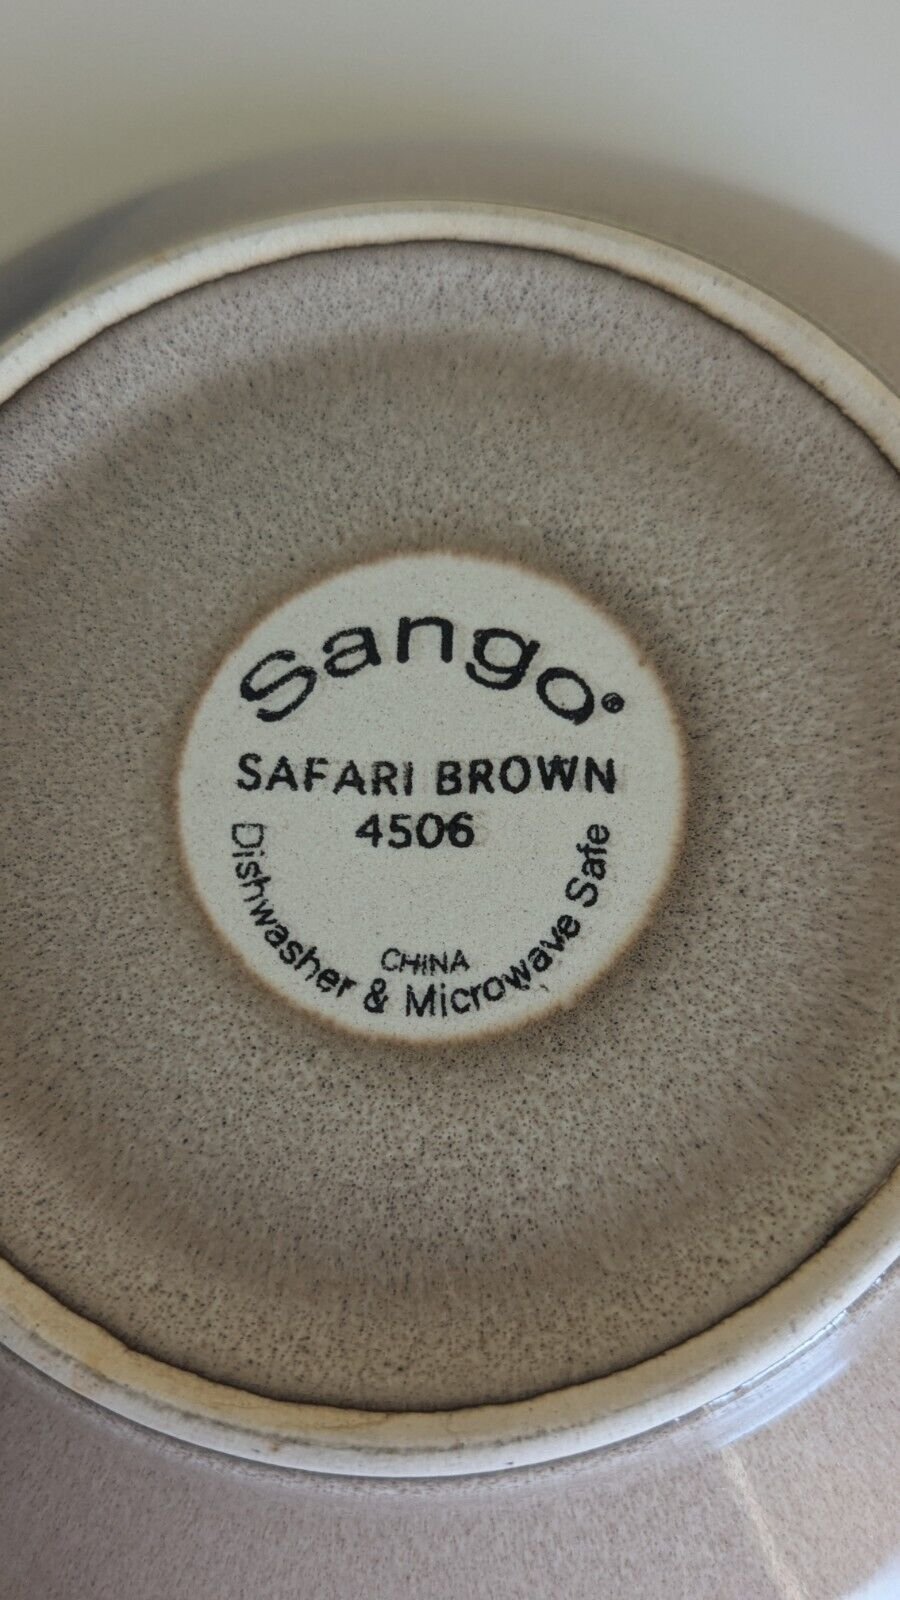 Sango®
SAFARI BROWN
4506
CHINA
Dishwasher & Microwave Safe